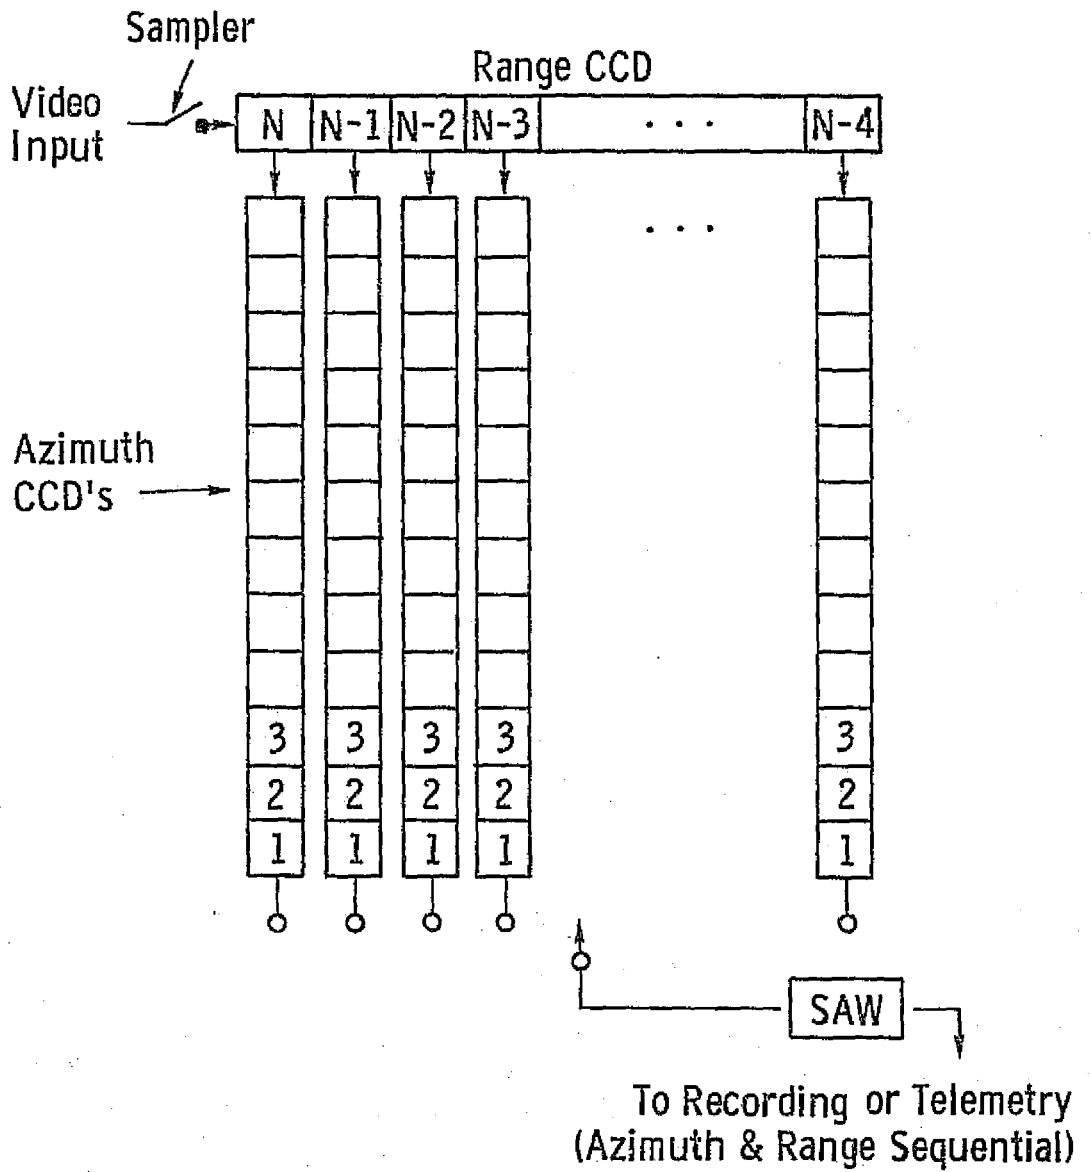 Sampler
Range CCD
Video
Input
N N-1 N-2 N-3 . . . N-4
. . .
Azimuth
CCD's
3 3 3 3 3
2 2 2 2 2
1 1 1 1 1
SAW
To Recording or Telemetry
(Azimuth & Range Sequential)